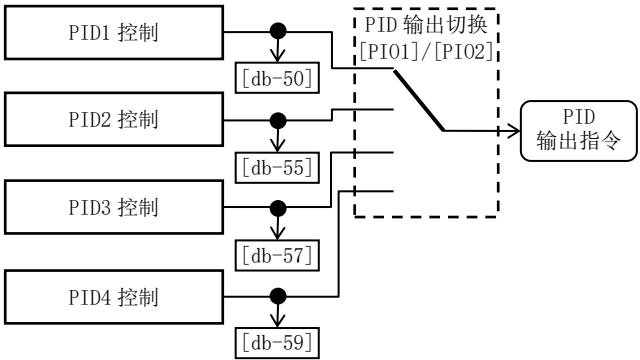 PID1 控制
[db-50]
PID2 控制
[db-55]
PID3 控制
[db-57]
PID4 控制
[db-59]
PID 输出切换
[PIO1]/[PIO2]
PID
输出指令